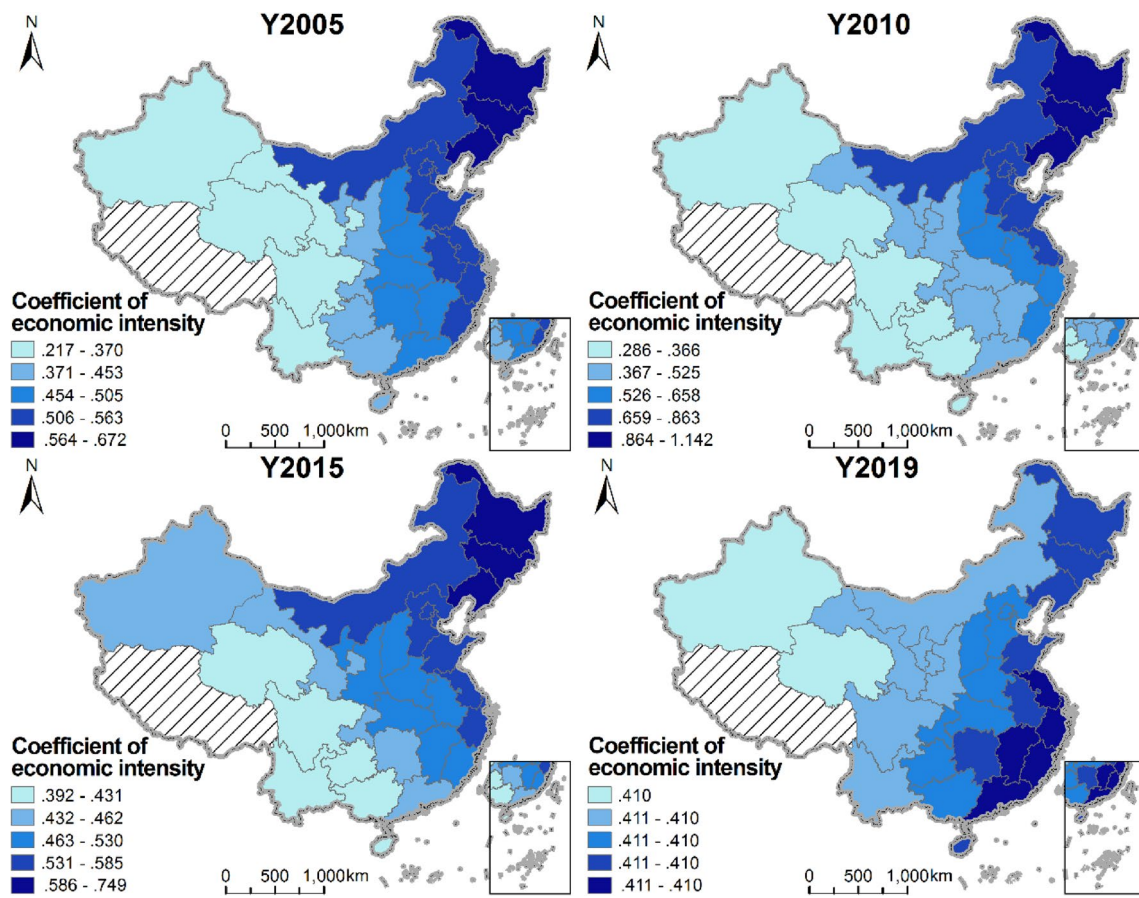 N
Y2005
Coefficient of
economic intensity
.217 - .370
.371 - .453
.454 - .505
.506 - .563
.564 - .672
0 500 1,000km
N
Y2010
Coefficient of
economic intensity
.286 - .366
.367 - .525
.526 - .658
.659 - .863
.864 - 1.142
0 500 1,000km
N
Y2015
Coefficient of
economic intensity
.392 - .431
.432 - .462
.463 - .530
.531 - .585
.586 - .749
0 500 1,000km
N
Y2019
Coefficient of
economic intensity
.410
.411 - .410
.411 - .410
.411 - .410
.411 - .410
0 500 1,000km